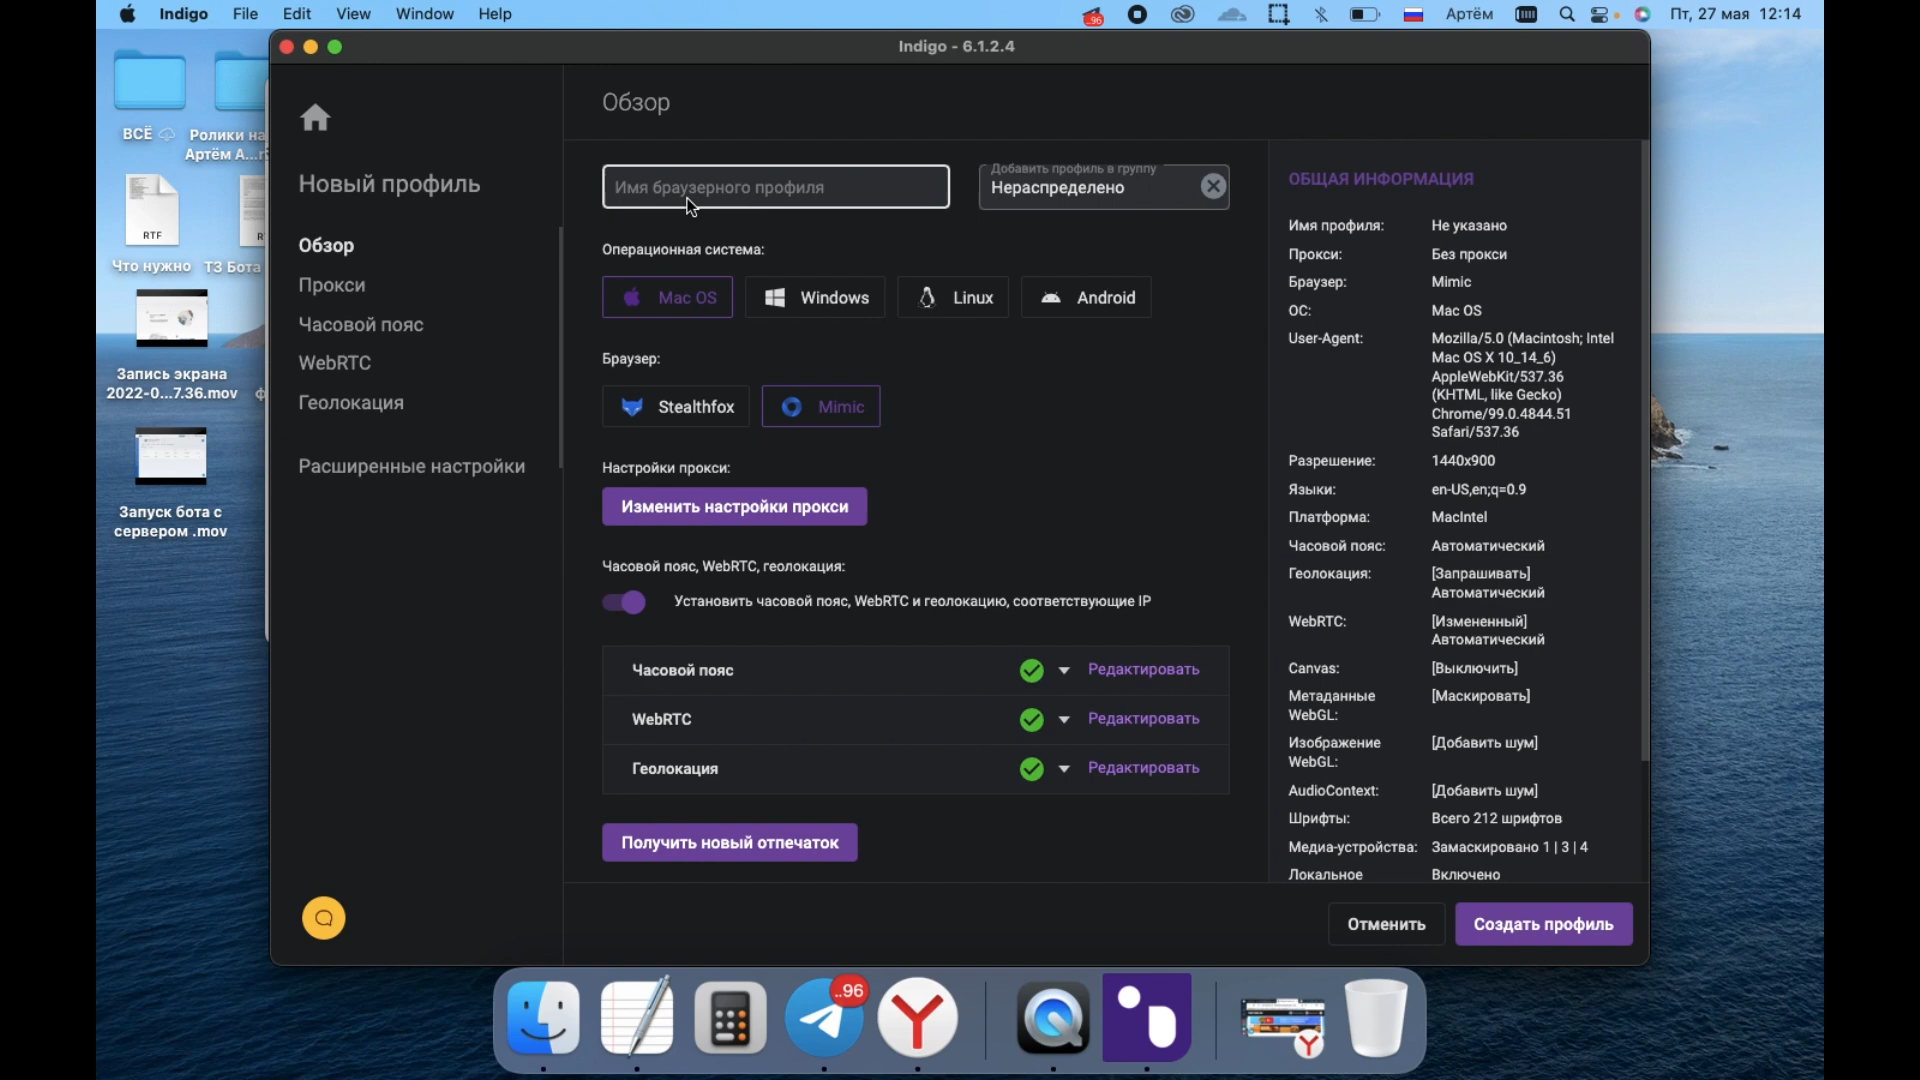 Indigo File Edit View Window Help
96
Артём
Пт, 27 мая 12:14
Indigo - 6.1.2.4
ВСЁ
Ролики на
Артём А...
RTF
Что нужно
ТЗ Бота
Запись экрана
2022-0...7.36.mov
Запуск бота с
сервером .mov
Новый профиль
Обзор
Прокси
Часовой пояс
WebRTC
Геолокация
Расширенные настройки
Обзор
Имя браузерного профиля
Добавить профиль в группу
Нераспределено
Операционная система:
Mac OS Windows Linux Android
Браузер:
Stealthfox Mimic
Настройки прокси:
Изменить настройки прокси
Часовой пояс, WebRTC, геолокация:
Установить часовой пояс, WebRTC и геолокацию, соответствующие IP
Часовой пояс Редактировать
WebRTC Редактировать
Геолокация Редактировать
Получить новый отпечаток
ОБЩАЯ ИНФОРМАЦИЯ
Имя профиля: Не указано
Прокси: Без прокси
Браузер: Mimic
ОС: Mac OS
User-Agent: Mozilla/5.0 (Macintosh; Intel
Mac OS X 10_14_6)
AppleWebKit/537.36
(KHTML, like Gecko)
Chrome/99.0.4844.51
Safari/537.36
Разрешение: 1440x900
Языки: en-US,en;q=0.9
Платформа: MacIntel
Часовой пояс: Автоматический
Геолокация: [Запрашивать]
Автоматический
WebRTC: [Измененный]
Автоматический
Canvas: [Выключить]
Метаданные [Маскировать]
WebGL:
Изображение [Добавить шум]
WebGL:
AudioContext: [Добавить шум]
Шрифты: Всего 212 шрифтов
Медиа-устройства: Замаскировано 1 | 3 | 4
Локальное Включено
Отменить Создать профиль
..96